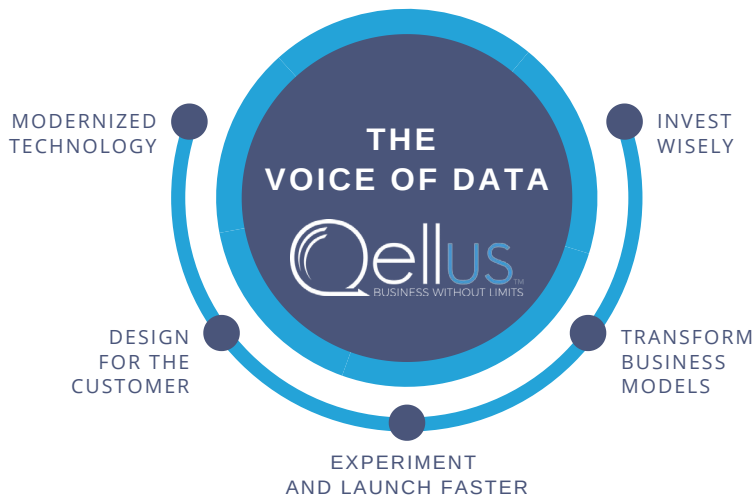 THE
VOICE OF DATA
Qellus™
BUSINESS WITHOUT LIMITS
MODERNIZED
TECHNOLOGY
DESIGN
FOR THE
CUSTOMER
EXPERIMENT
AND LAUNCH FASTER
TRANSFORM
BUSINESS
MODELS
INVEST
WISELY